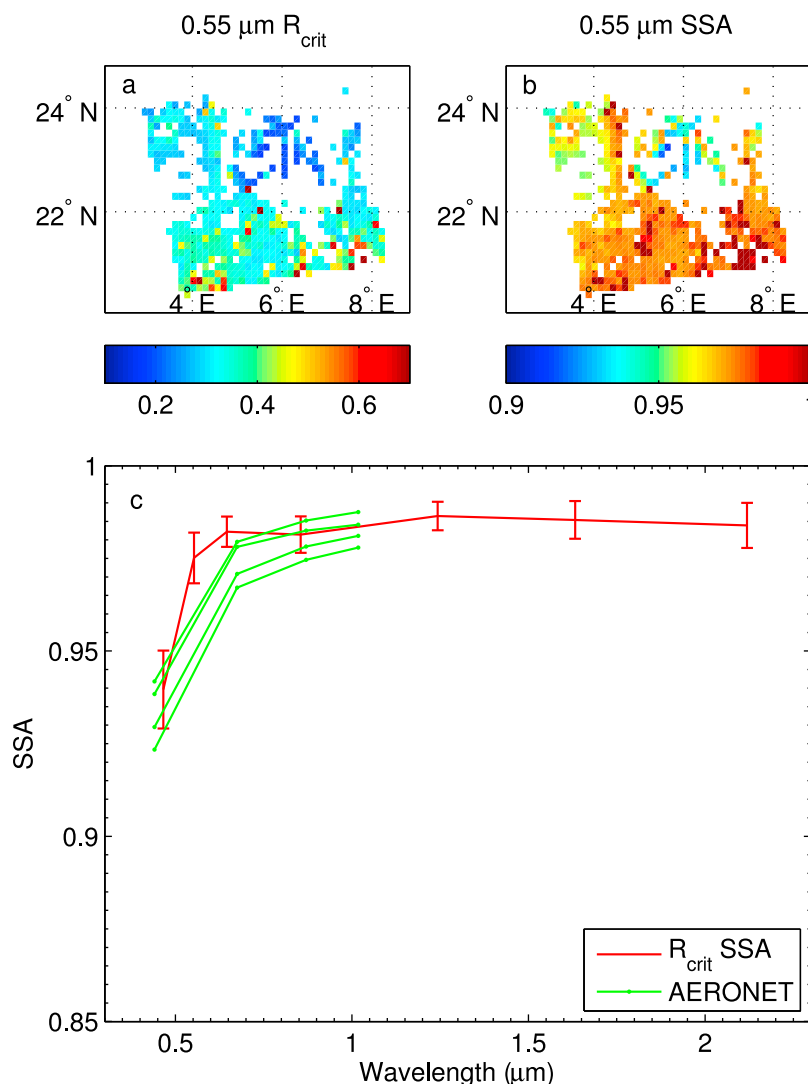 0.55 μm R_crit
0.55 μm SSA
a
24° N
22° N
4° E 6° E 8° E
0.2 0.4 0.6
b
24° N
22° N
4° E 6° E 8° E
0.9 0.95 1
c
1
0.95
0.9
0.85
SSA
0.5 1 1.5 2
Wavelength (μm)
R_crit SSA
AERONET